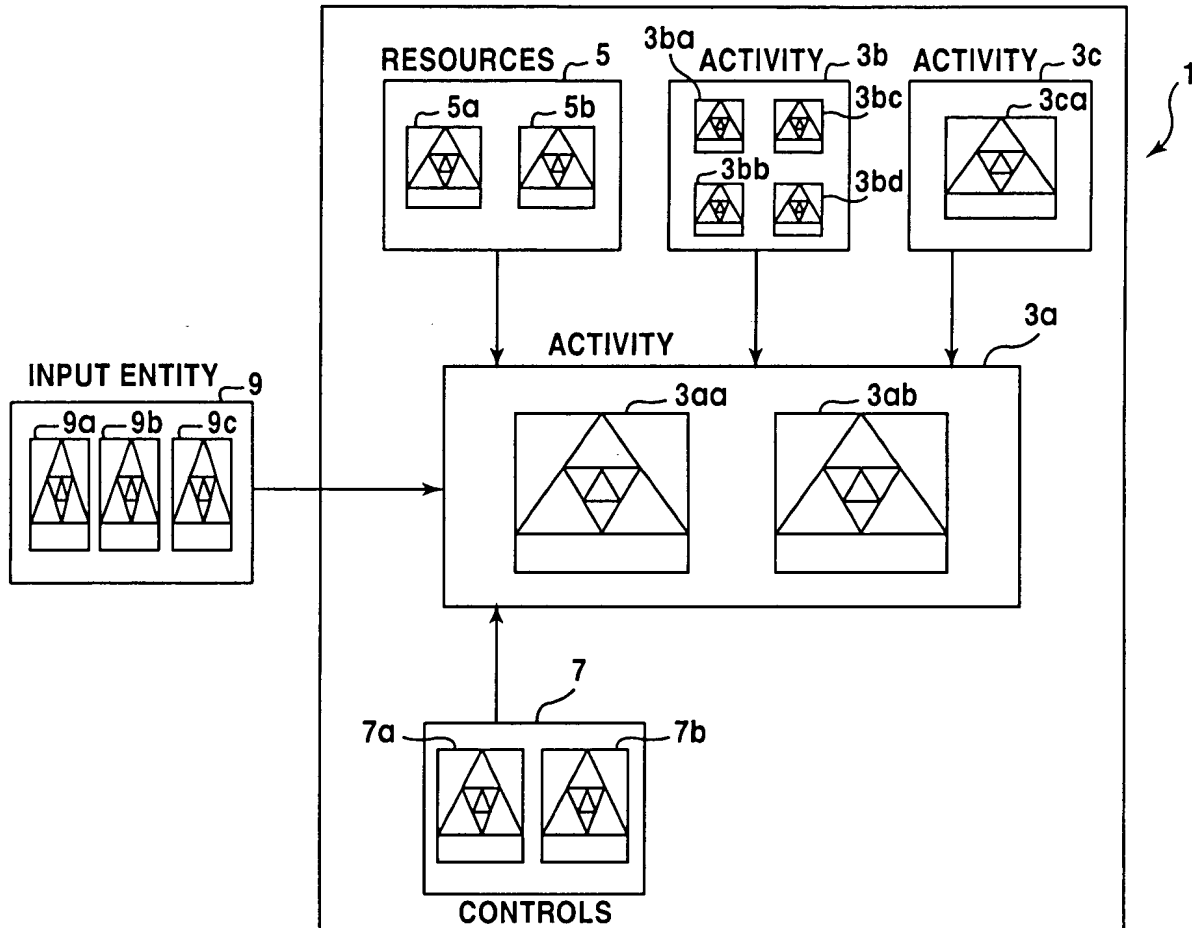 RESOURCES 5
5a 5b
3ba ACTIVITY 3b
3bc
3bb 3bd
ACTIVITY 3c
3ca
1
ACTIVITY 3a
3aa 3ab
INPUT ENTITY 9
9a 9b 9c
7
7a 7b
CONTROLS